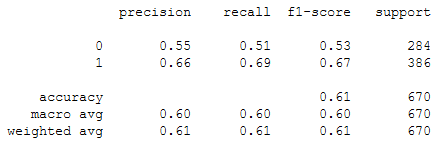 precision recall f1-score support
0 0.55 0.51 0.53 284
1 0.66 0.69 0.67 386
accuracy 0.61 670
macro avg 0.60 0.60 0.60 670
weighted avg 0.61 0.61 0.61 670